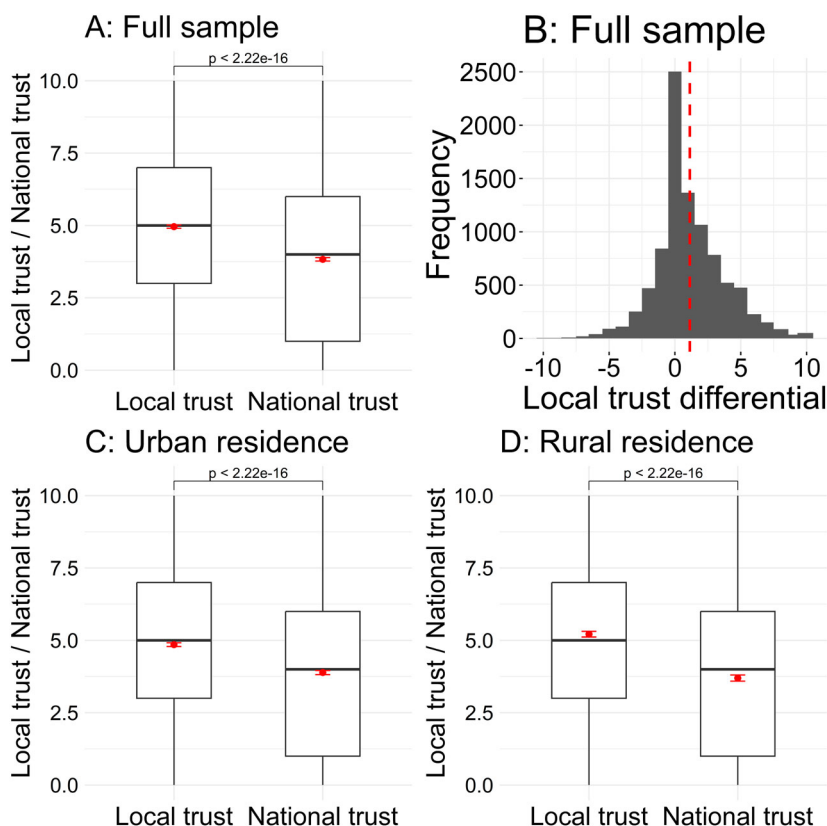 A: Full sample
p < 2.22e-16
Local trust / National trust
10.0
7.5
5.0
2.5
0.0
Local trust National trust
B: Full sample
Frequency
2500
2000
1500
1000
500
0
-10 -5 0 5 10
Local trust differential
C: Urban residence
p < 2.22e-16
Local trust / National trust
10.0
7.5
5.0
2.5
0.0
Local trust National trust
D: Rural residence
p < 2.22e-16
Local trust / National trust
10.0
7.5
5.0
2.5
0.0
Local trust National trust